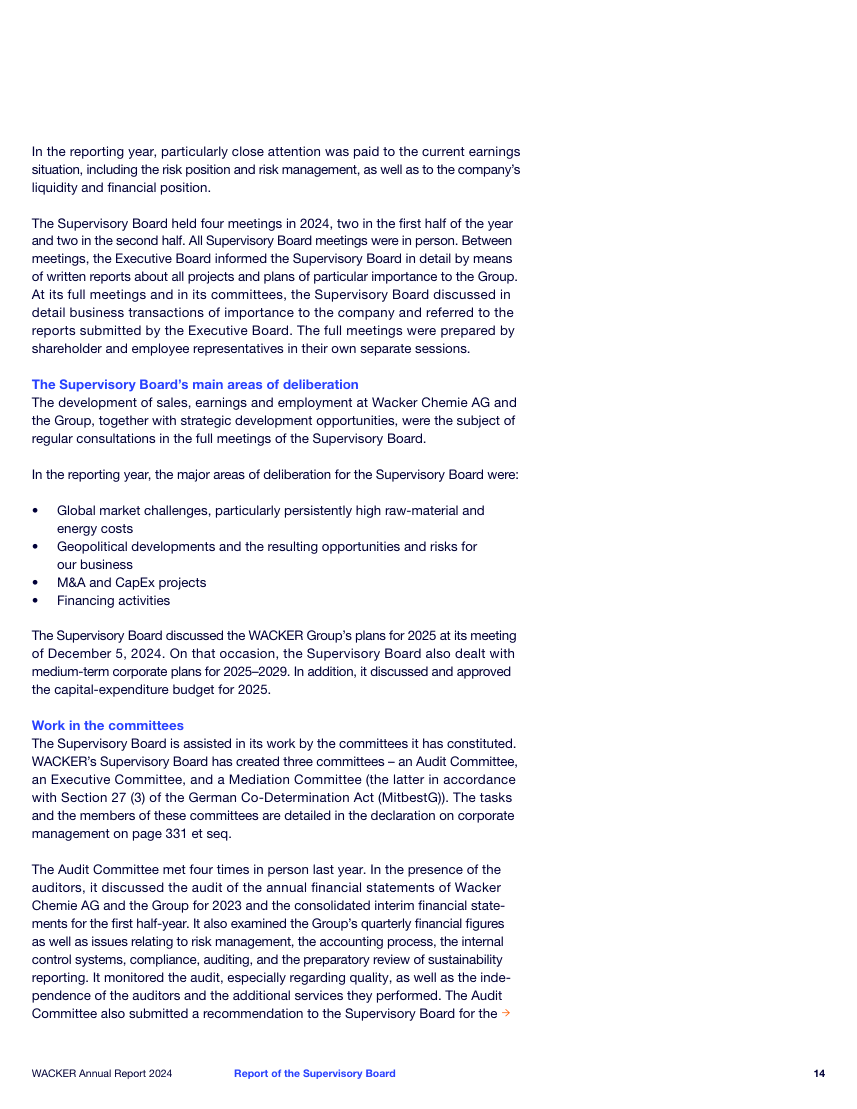 In the reporting year, particularly close attention was paid to the current earnings
situation, including the risk position and risk management, as well as to the company’s
liquidity and financial position.
The Supervisory Board held four meetings in 2024, two in the first half of the year
and two in the second half. All Supervisory Board meetings were in person. Between
meetings, the Executive Board informed the Supervisory Board in detail by means
of written reports about all projects and plans of particular importance to the Group.
At its full meetings and in its committees, the Supervisory Board discussed in
detail business transactions of importance to the company and referred to the
reports submitted by the Executive Board. The full meetings were prepared by
shareholder and employee representatives in their own separate sessions.
The Supervisory Board’s main areas of deliberation
The development of sales, earnings and employment at Wacker Chemie AG and
the Group, together with strategic development opportunities, were the subject of
regular consultations in the full meetings of the Supervisory Board.
In the reporting year, the major areas of deliberation for the Supervisory Board were:
• Global market challenges, particularly persistently high raw-material and
energy costs
• Geopolitical developments and the resulting opportunities and risks for
our business
• M&A and CapEx projects
• Financing activities
The Supervisory Board discussed the WACKER Group’s plans for 2025 at its meeting
of December 5, 2024. On that occasion, the Supervisory Board also dealt with
medium-term corporate plans for 2025–2029. In addition, it discussed and approved
the capital-expenditure budget for 2025.
Work in the committees
The Supervisory Board is assisted in its work by the committees it has constituted.
WACKER’s Supervisory Board has created three committees – an Audit Committee,
an Executive Committee, and a Mediation Committee (the latter in accordance
with Section 27 (3) of the German Co-Determination Act (MitbestG)). The tasks
and the members of these committees are detailed in the declaration on corporate
management on page 331 et seq.
The Audit Committee met four times in person last year. In the presence of the
auditors, it discussed the audit of the annual financial statements of Wacker
Chemie AG and the Group for 2023 and the consolidated interim financial state-
ments for the first half-year. It also examined the Group’s quarterly financial figures
as well as issues relating to risk management, the accounting process, the internal
control systems, compliance, auditing, and the preparatory review of sustainability
reporting. It monitored the audit, especially regarding quality, as well as the inde-
pendence of the auditors and the additional services they performed. The Audit
Committee also submitted a recommendation to the Supervisory Board for the →
WACKER Annual Report 2024 Report of the Supervisory Board 14